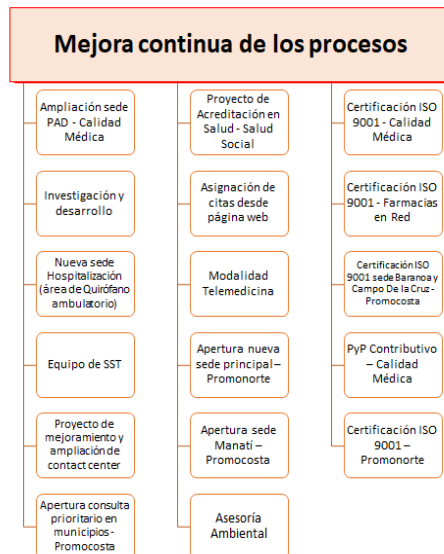 Mejora continua de los procesos
Ampliación sede
PAD - Calidad
Médica
Investigación y
desarrollo
Nueva sede
Hospitalización
(área de Quirófano
ambulatorio)
Equipo de SST
Proyecto de
mejoramiento y
ampliación de
contact center
Apertura consulta
prioritario en
municipios-
Promocosta
Proyecto de
Acreditación en
Salud - Salud
Social
Asignación de
citas desde
página web
Modalidad
Telemedicina
Apertura nueva
sede principal –
Promonorte
Apertura sede
Manatí –
Promocosta
Asesoría
Ambiental
Certificación ISO
9001 - Calidad
Médica
Certificación ISO
9001 - Farmacias
en Red
Certificación ISO
9001 sede Baranoa y
Campo De la Cruz -
Promocosta
PyP Contributivo
– Calidad
Médica
Certificación ISO
9001 –
Promonorte